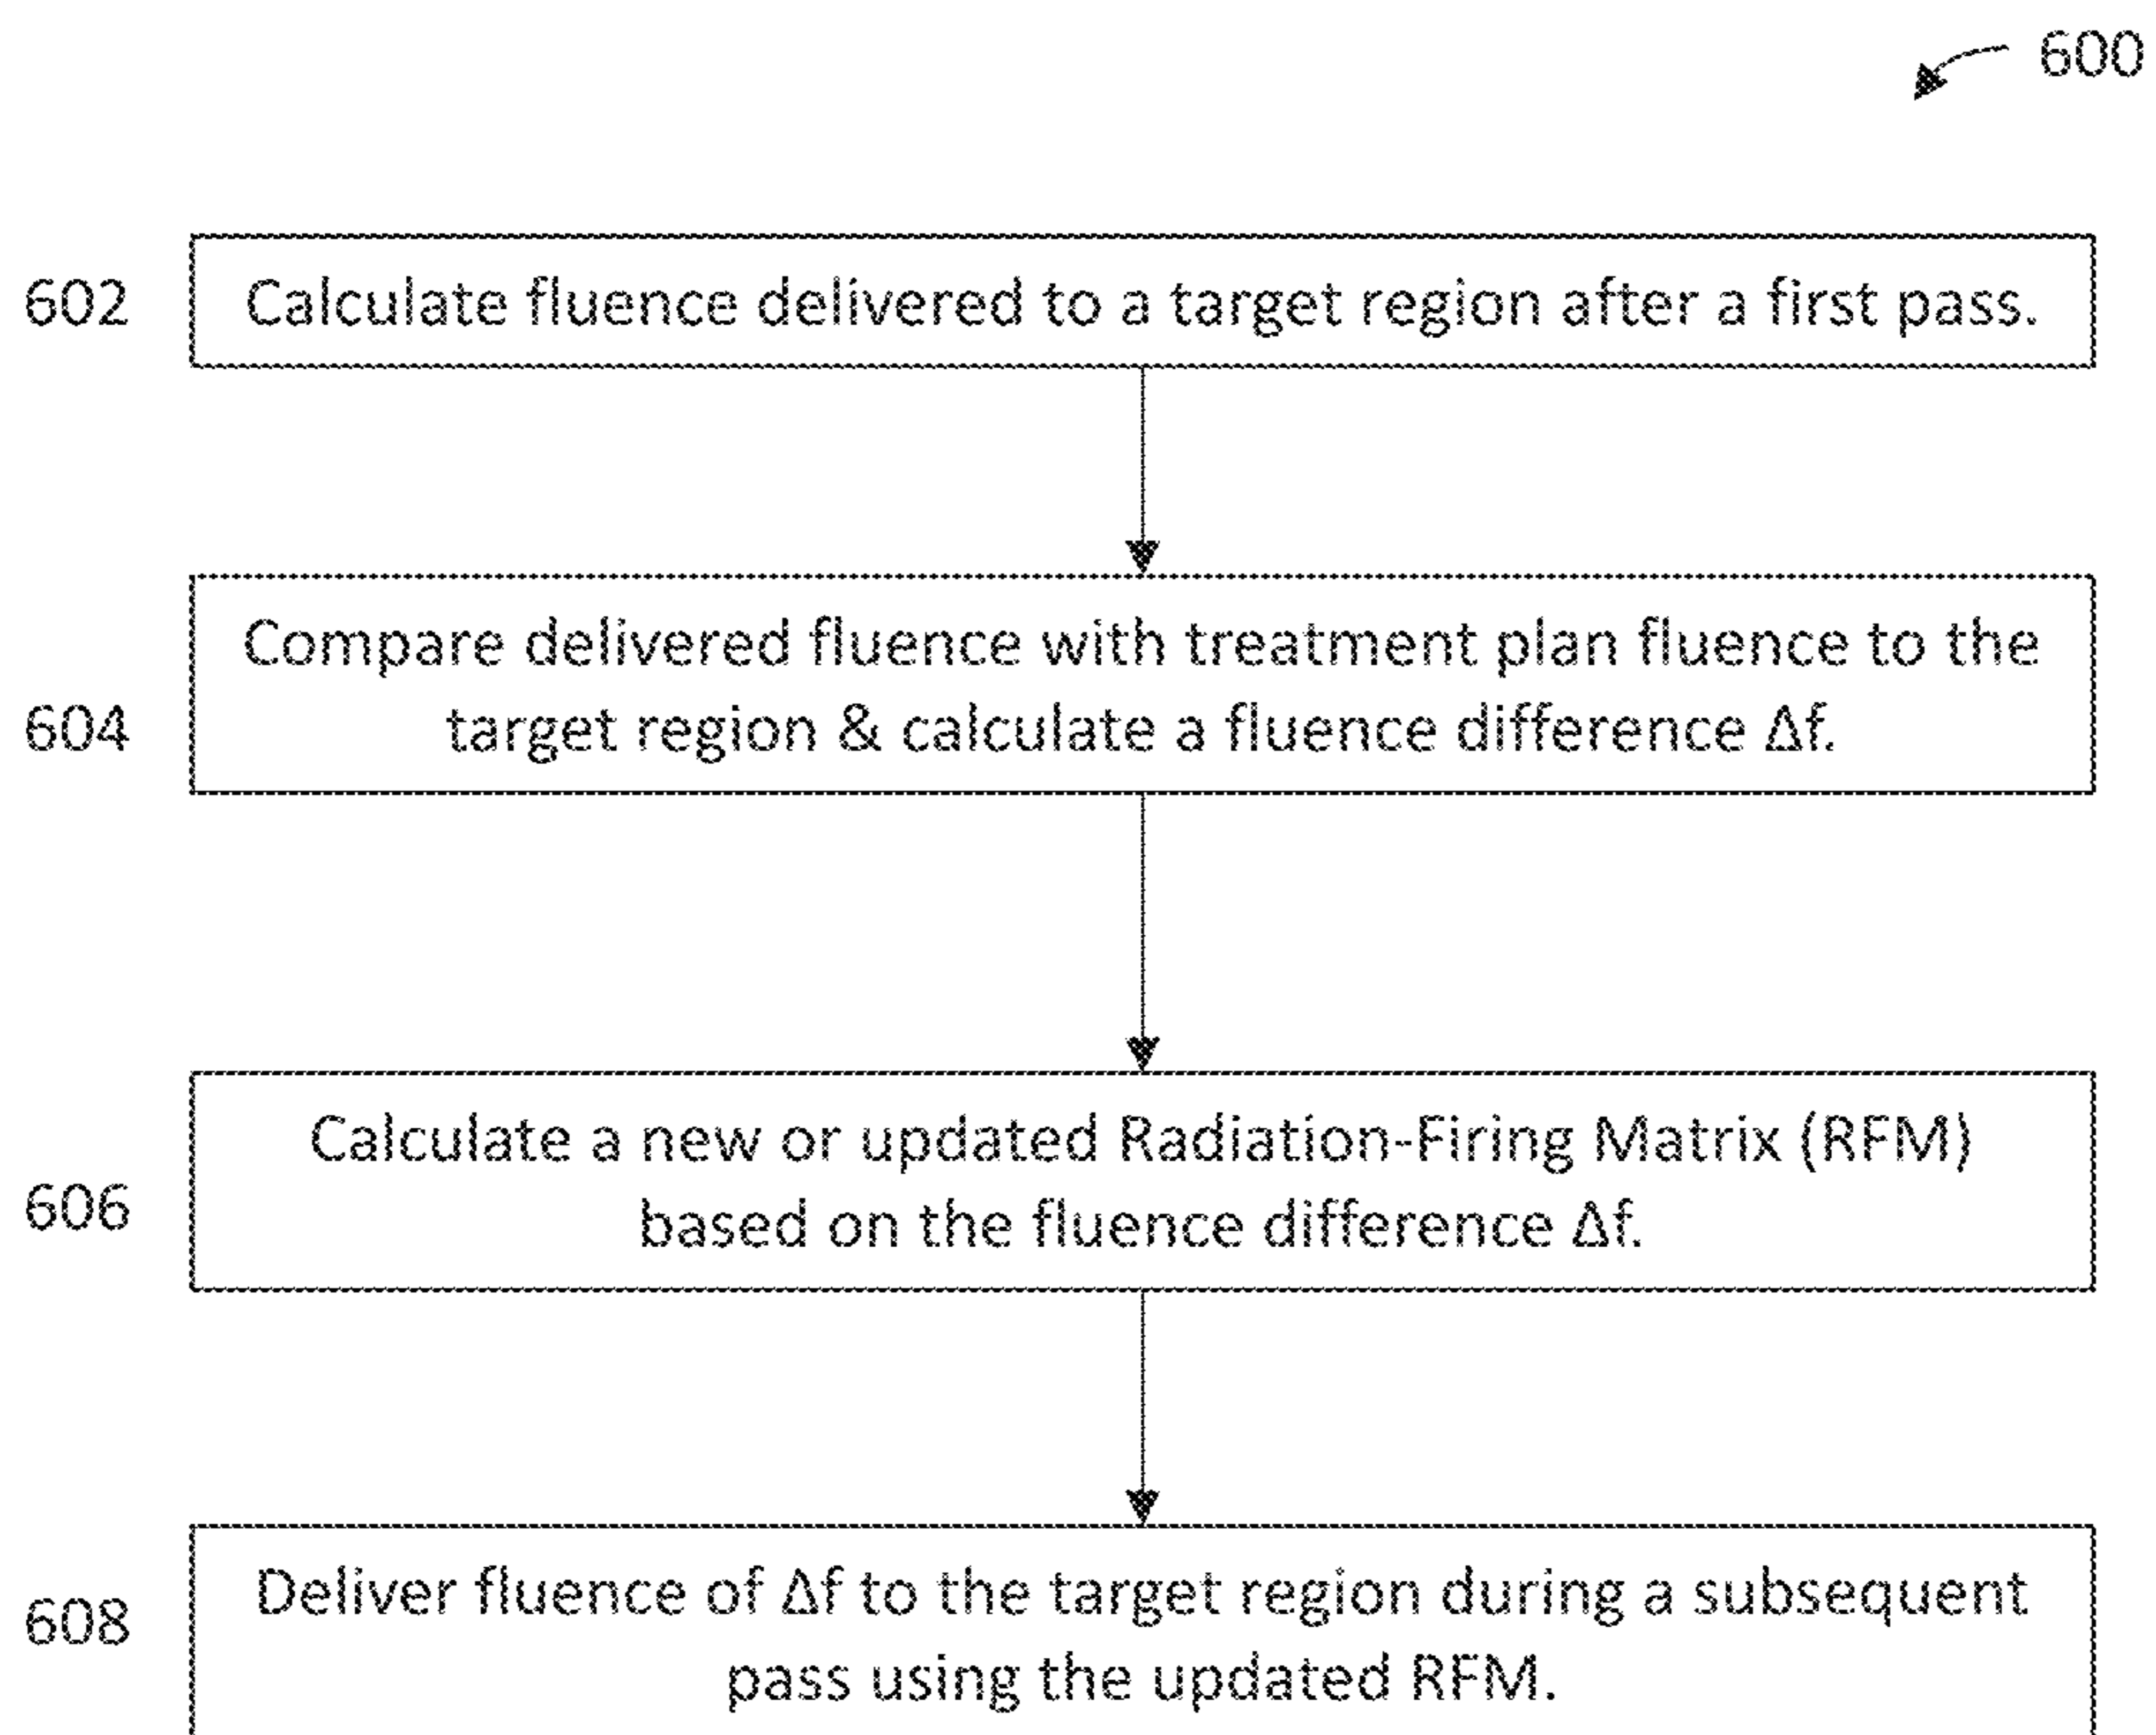 600
602
Calculate fluence delivered to a target region after a first pass.
Compare delivered fluence with treatment plan fluence to the
604
target region & calculate a fluence difference Δf.
Calculate a new or updated Radiation-Firing Matrix (RFM)
606
based on the fluence difference Δf.
608
Deliver fluence of Δf to the target region during a subsequent
pass using the updated RFM.